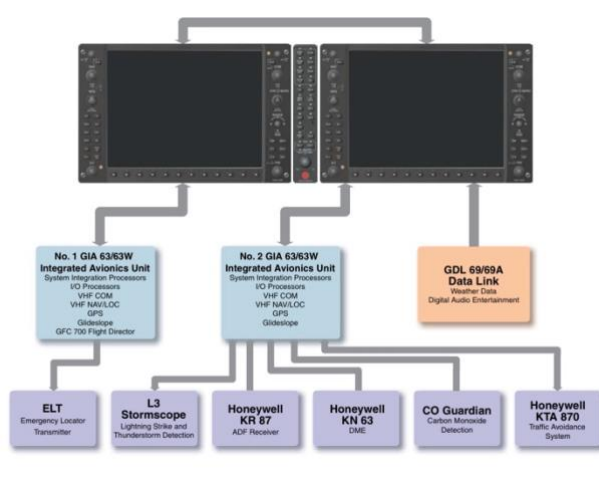 No. 1 GIA 63/63W
Integrated Avionics Unit
System Integration Processors
I/O Processors
VHF COM
VHF NAV/LOC
GPS
Glideslope
GFC 700 Flight Director
No. 2 GIA 63/63W
Integrated Avionics Unit
System Integration Processors
I/O Processors
VHF COM
VHF NAV/LOC
GPS
Glideslope
GDL 69/69A
Data Link
Weather Data
Digital Audio Entertainment
ELT
Emergency Locator
Transmitter
L3
Stormscope
Lightning Strike and
Thunderstorm Detection
Honeywell
KR 87
ADF Receiver
Honeywell
KN 63
DME
CO Guardian
Carbon Monoxide
Detection
Honeywell
KTA 870
Traffic Avoidance
System